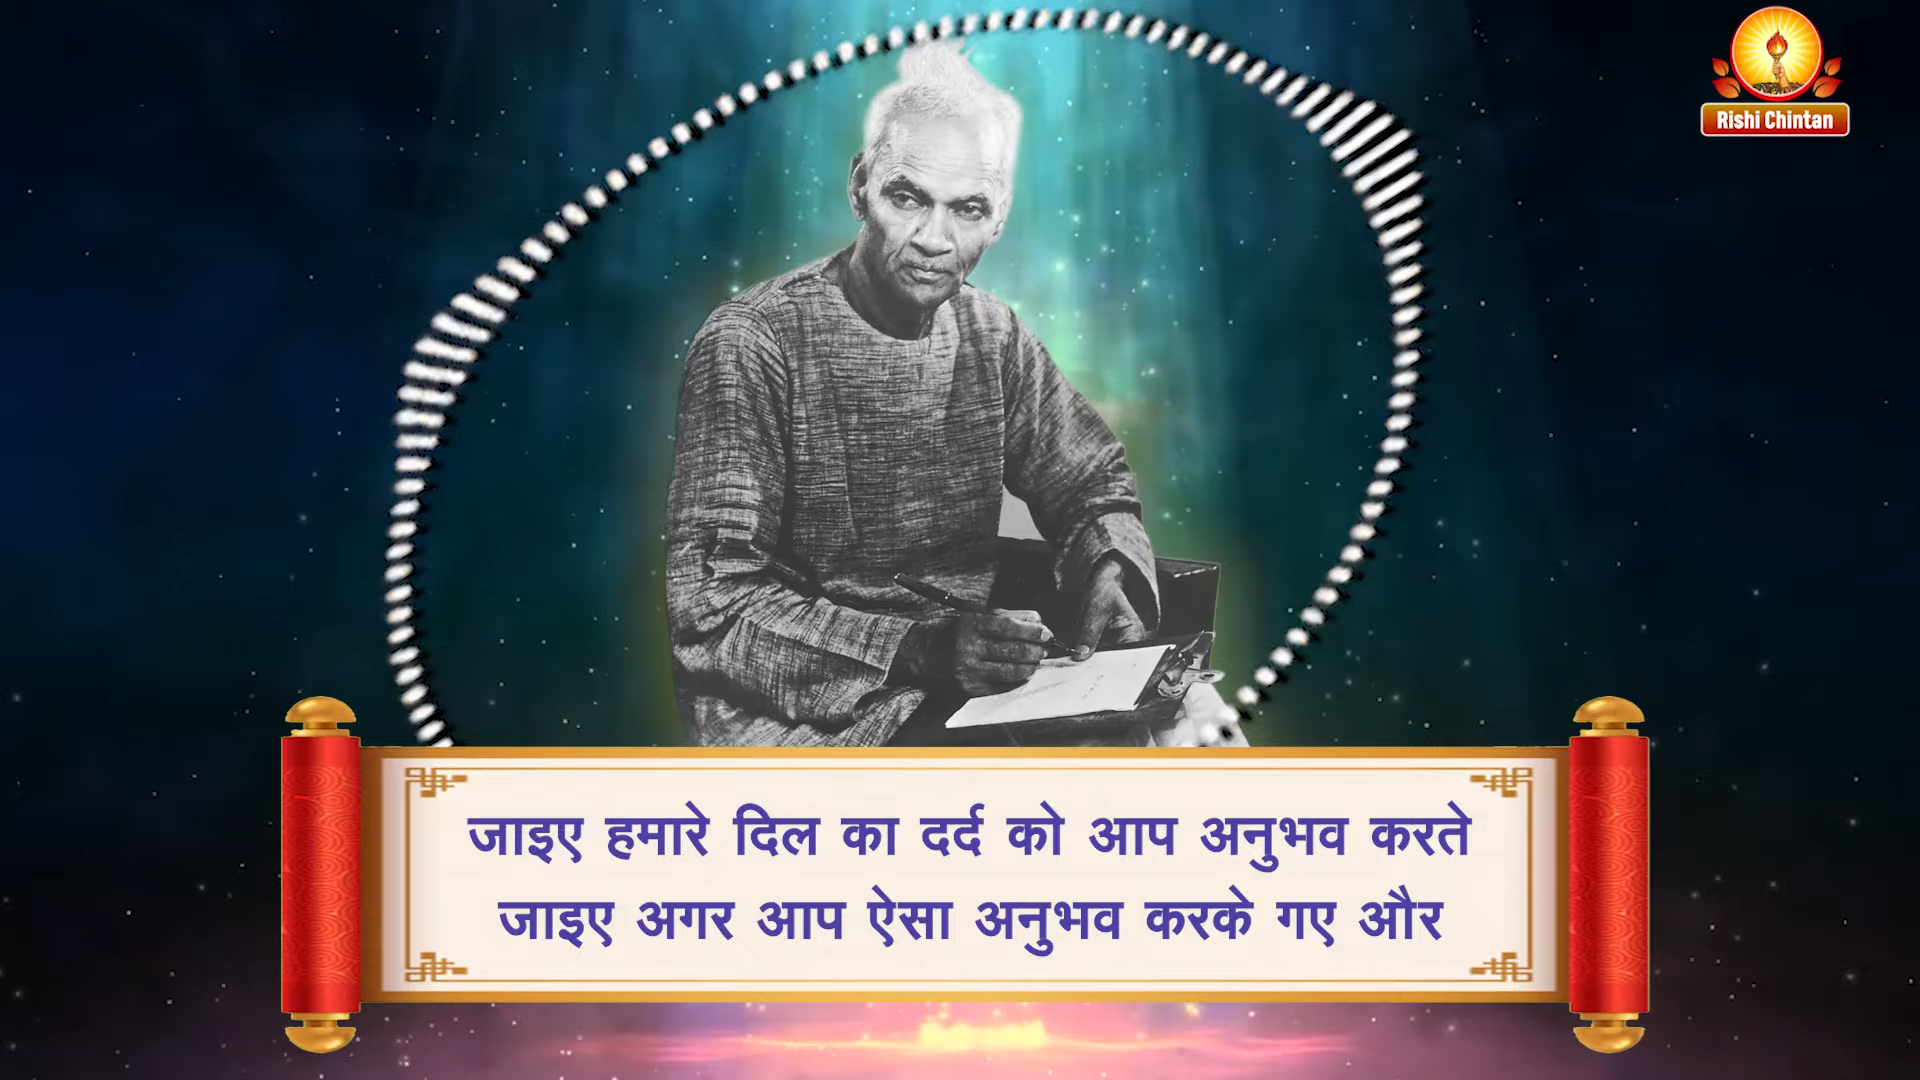 Rishi Chintan
जाइए हमारे दिल का दर्द को आप अनुभव करते
जाइए अगर आप ऐसा अनुभव करके गए और